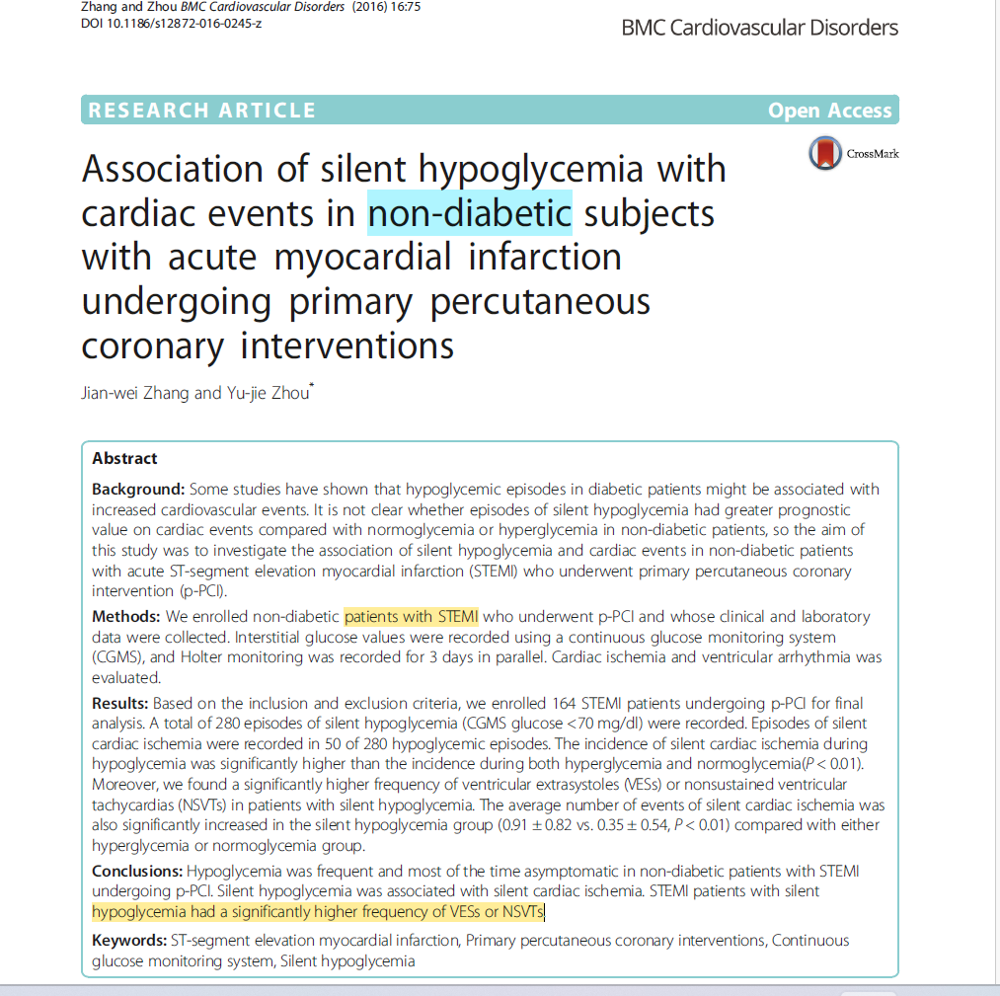 Zhang and Zhou BMC Cardiovascular Disorders (2016) 16:75
DOI 10.1186/s12872-016-0245-z
BMC Cardiovascular Disorders
RESEARCH ARTICLE
Open Access
CrossMark
Association of silent hypoglycemia with
cardiac events in non-diabetic subjects
with acute myocardial infarction
undergoing primary percutaneous
coronary interventions
Jian-wei Zhang and Yu-jie Zhou*
Abstract
Background: Some studies have shown that hypoglycemic episodes in diabetic patients might be associated with
increased cardiovascular events. It is not clear whether episodes of silent hypoglycemia had greater prognostic
value on cardiac events compared with normoglycemia or hyperglycemia in non-diabetic patients, so the aim of
this study was to investigate the association of silent hypoglycemia and cardiac events in non-diabetic patients
with acute ST-segment elevation myocardial infarction (STEMI) who underwent primary percutaneous coronary
intervention (p-PCI).
Methods: We enrolled non-diabetic patients with STEMI who underwent p-PCI and whose clinical and laboratory
data were collected. Interstitial glucose values were recorded using a continuous glucose monitoring system
(CGMS), and Holter monitoring was recorded for 3 days in parallel. Cardiac ischemia and ventricular arrhythmia was
evaluated.
Results: Based on the inclusion and exclusion criteria, we enrolled 164 STEMI patients undergoing p-PCI for final
analysis. A total of 280 episodes of silent hypoglycemia (CGMS glucose <70 mg/dl) were recorded. Episodes of silent
cardiac ischemia were recorded in 50 of 280 hypoglycemic episodes. The incidence of silent cardiac ischemia during
hypoglycemia was significantly higher than the incidence during both hyperglycemia and normoglycemia(P < 0.01).
Moreover, we found a significantly higher frequency of ventricular extrasystoles (VESs) or nonsustained ventricular
tachycardias (NSVTs) in patients with silent hypoglycemia. The average number of events of silent cardiac ischemia was
also significantly increased in the silent hypoglycemia group (0.91 ± 0.82 vs. 0.35 ± 0.54, P < 0.01) compared with either
hyperglycemia or normoglycemia group.
Conclusions: Hypoglycemia was frequent and most of the time asymptomatic in non-diabetic patients with STEMI
undergoing p-PCI. Silent hypoglycemia was associated with silent cardiac ischemia. STEMI patients with silent
hypoglycemia had a significantly higher frequency of VESs or NSVTs
Keywords: ST-segment elevation myocardial infarction, Primary percutaneous coronary interventions, Continuous
glucose monitoring system, Silent hypoglycemia